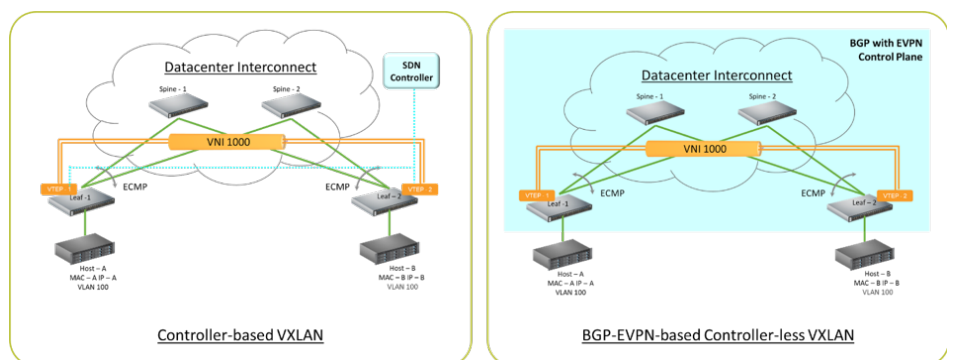 Datacenter Interconnect
SDN
Controller
Spine - 1
Spine - 2
VNI 1000
VTEP - 1
ECMP
ECMP
VTEP - 2
Leaf -1
Leaf – 2
Host – A
MAC – A IP – A
VLAN 100
Host – B
MAC – B IP – B
VLAN 100
Controller-based VXLAN
BGP with EVPN
Control Plane
Datacenter Interconnect
Spine - 1
Spine - 2
VNI 1000
VTEP - 1
ECMP
ECMP
VTEP - 2
Leaf -1
Leaf – 2
Host – A
MAC – A IP – A
VLAN 100
Host – B
MAC – B IP – B
VLAN 100
BGP-EVPN-based Controller-less VXLAN